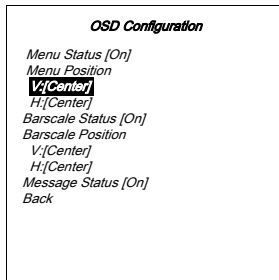 OSD Configuration
Menu Status [On]
Menu Position
V:[Center]
H:[Center]
Barscale Status [On]
Barscale Position
V:[Center]
H:[Center]
Message Status [On]
Back